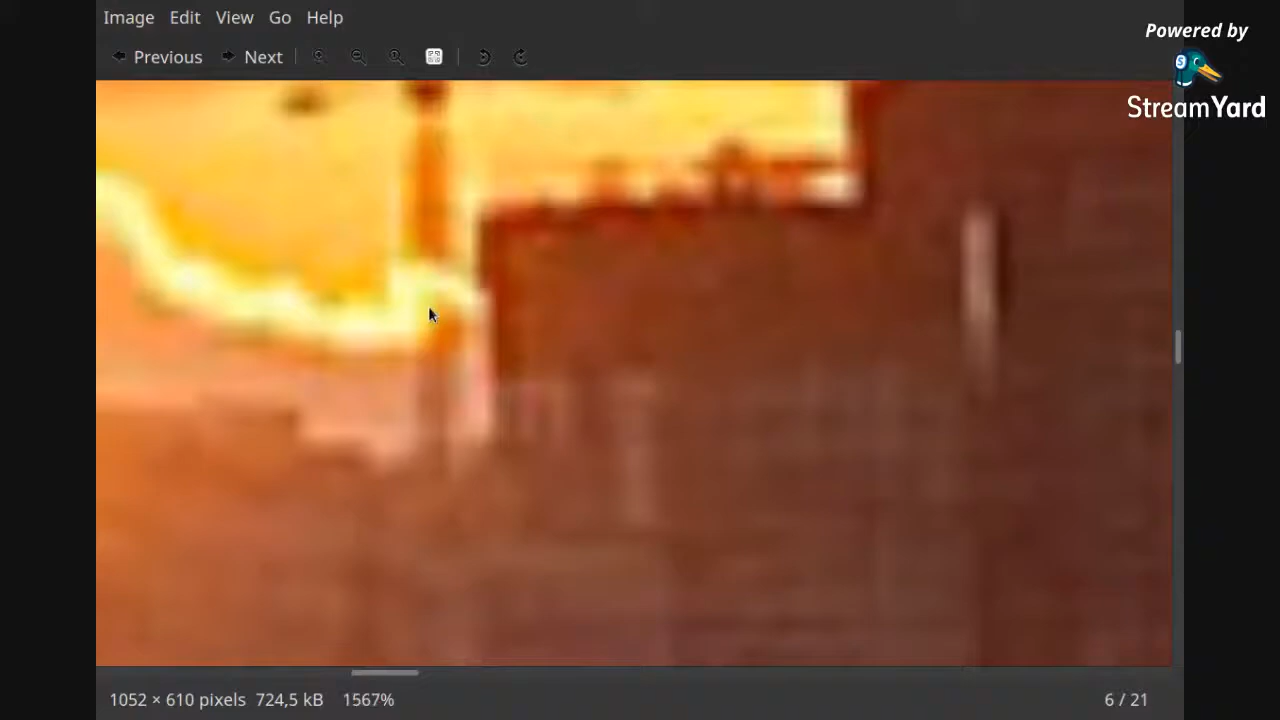 Image Edit View Go Help
Previous Next
Powered by
StreamYard
1052 × 610 pixels 724,5 kB 1567% 6 / 21